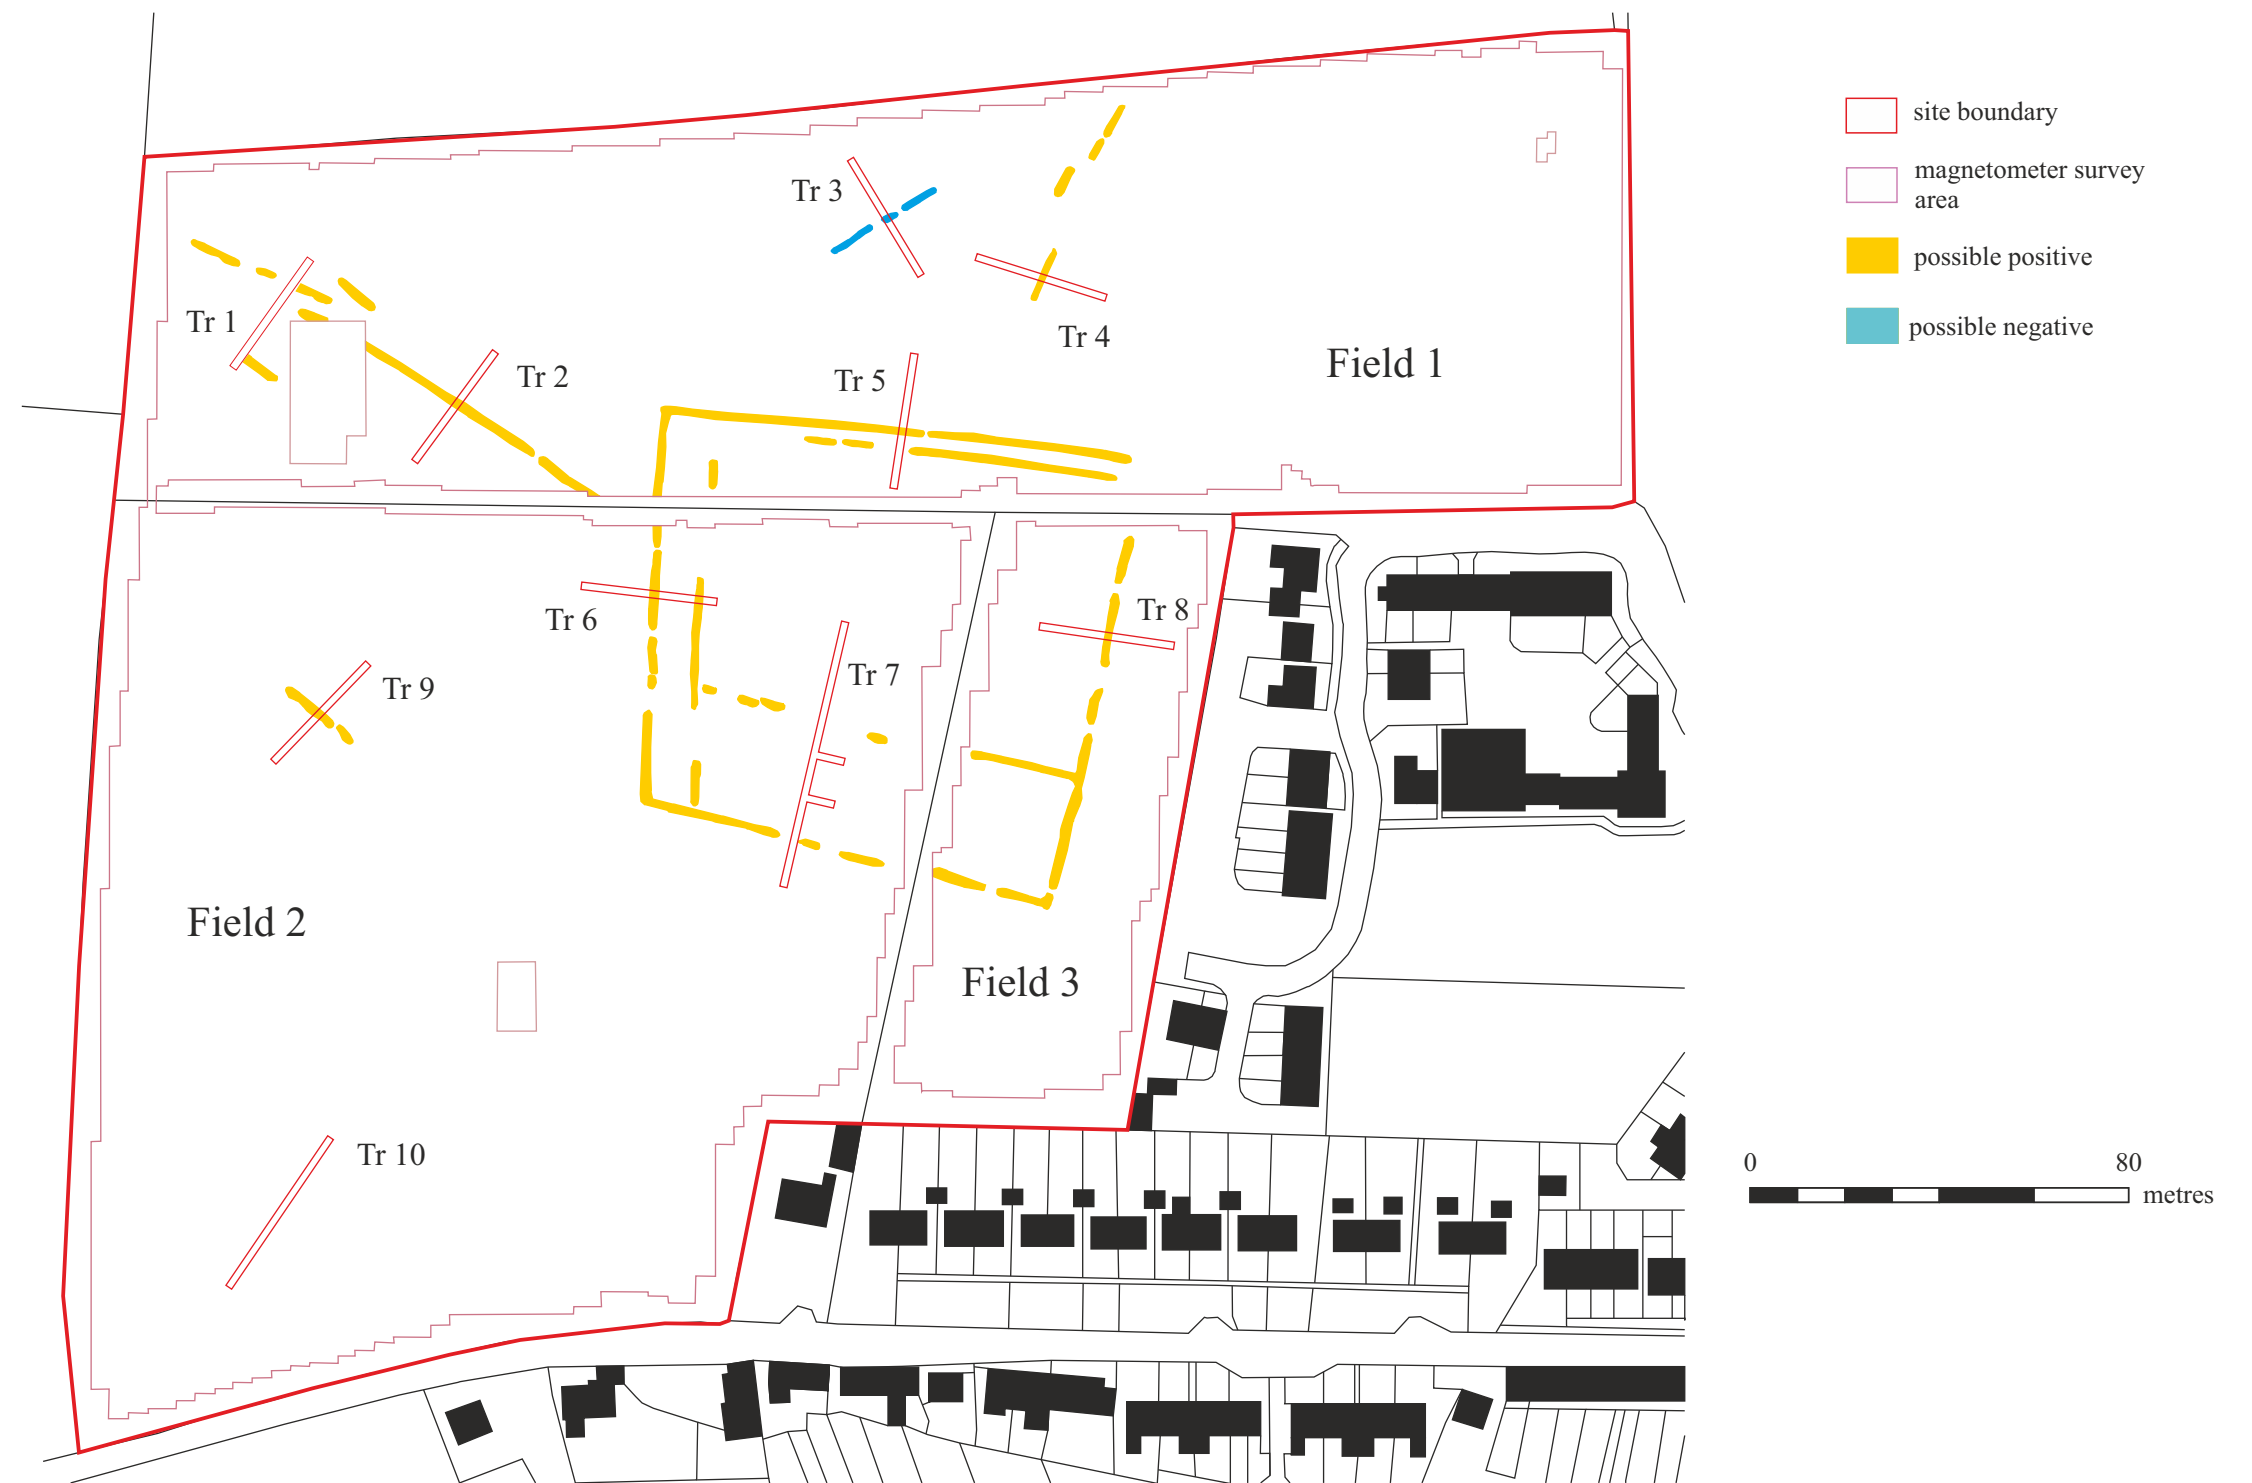 site boundary
magnetometer survey
area
possible positive
possible negative
Tr 3
Tr 1
Tr 4
Field 1
Tr 2
Tr 5
Tr 6
Tr 8
Tr 7
Tr 9
Field 2
Field 3
Tr 10
0 80
metres